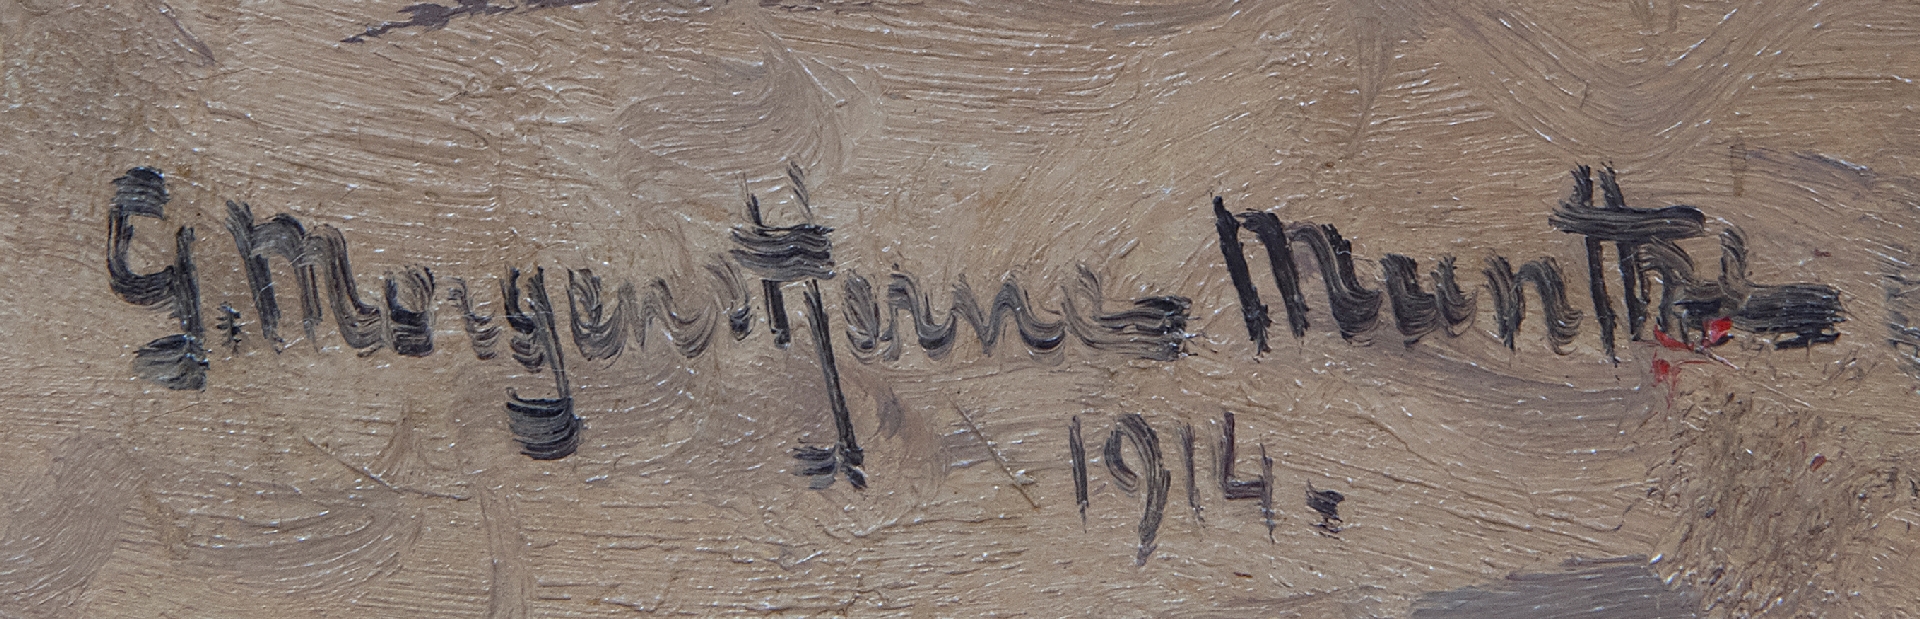 G. Morgenstjerne Munthe
1914.